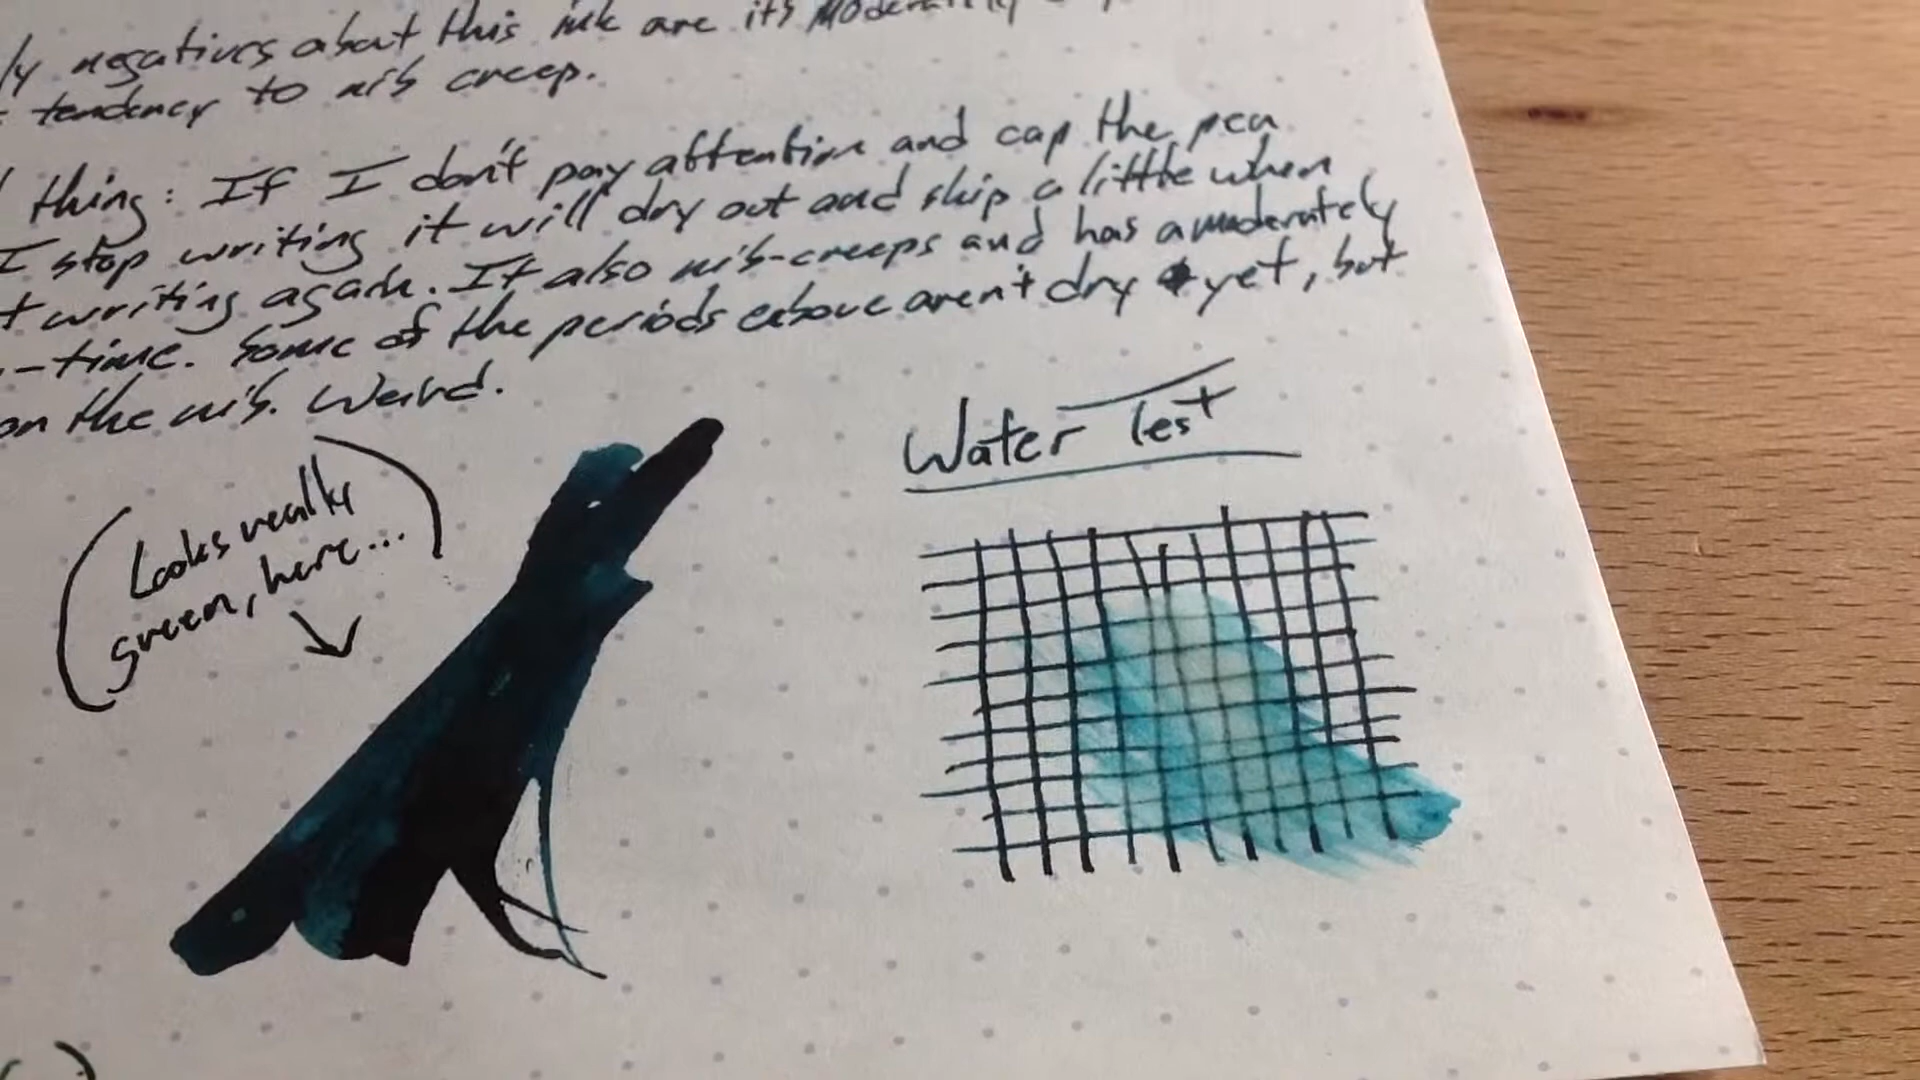 negatives about this ink are its moderately
tendency to nib creep.
thing: If I don't pay attention and cap the pen
I stop writing it will dry out and skip a little when
writing again. It also nib-creeps and has a moderately
-time. Some of the periods above aren't dry yet, but
on the nib. Weird.
(Looks really
green, here...)
Water Test